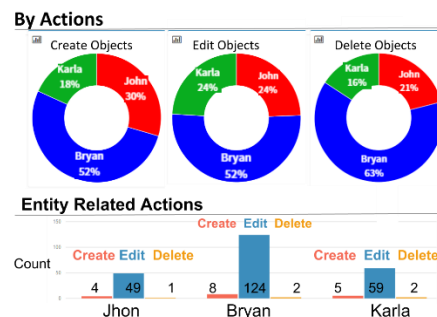 By Actions
Create Objects Edit Objects Delete Objects
Karla
18%
John
30%
Bryan
52%
Karla
24%
John
24%
Bryan
52%
Karla
16%
John
21%
Bryan
63%
Entity Related Actions
Create Edit Delete
Create Edit Delete
Create Edit Delete
Count
4 49 1
8 124 2
5 59 2
Jhon Bryan Karla